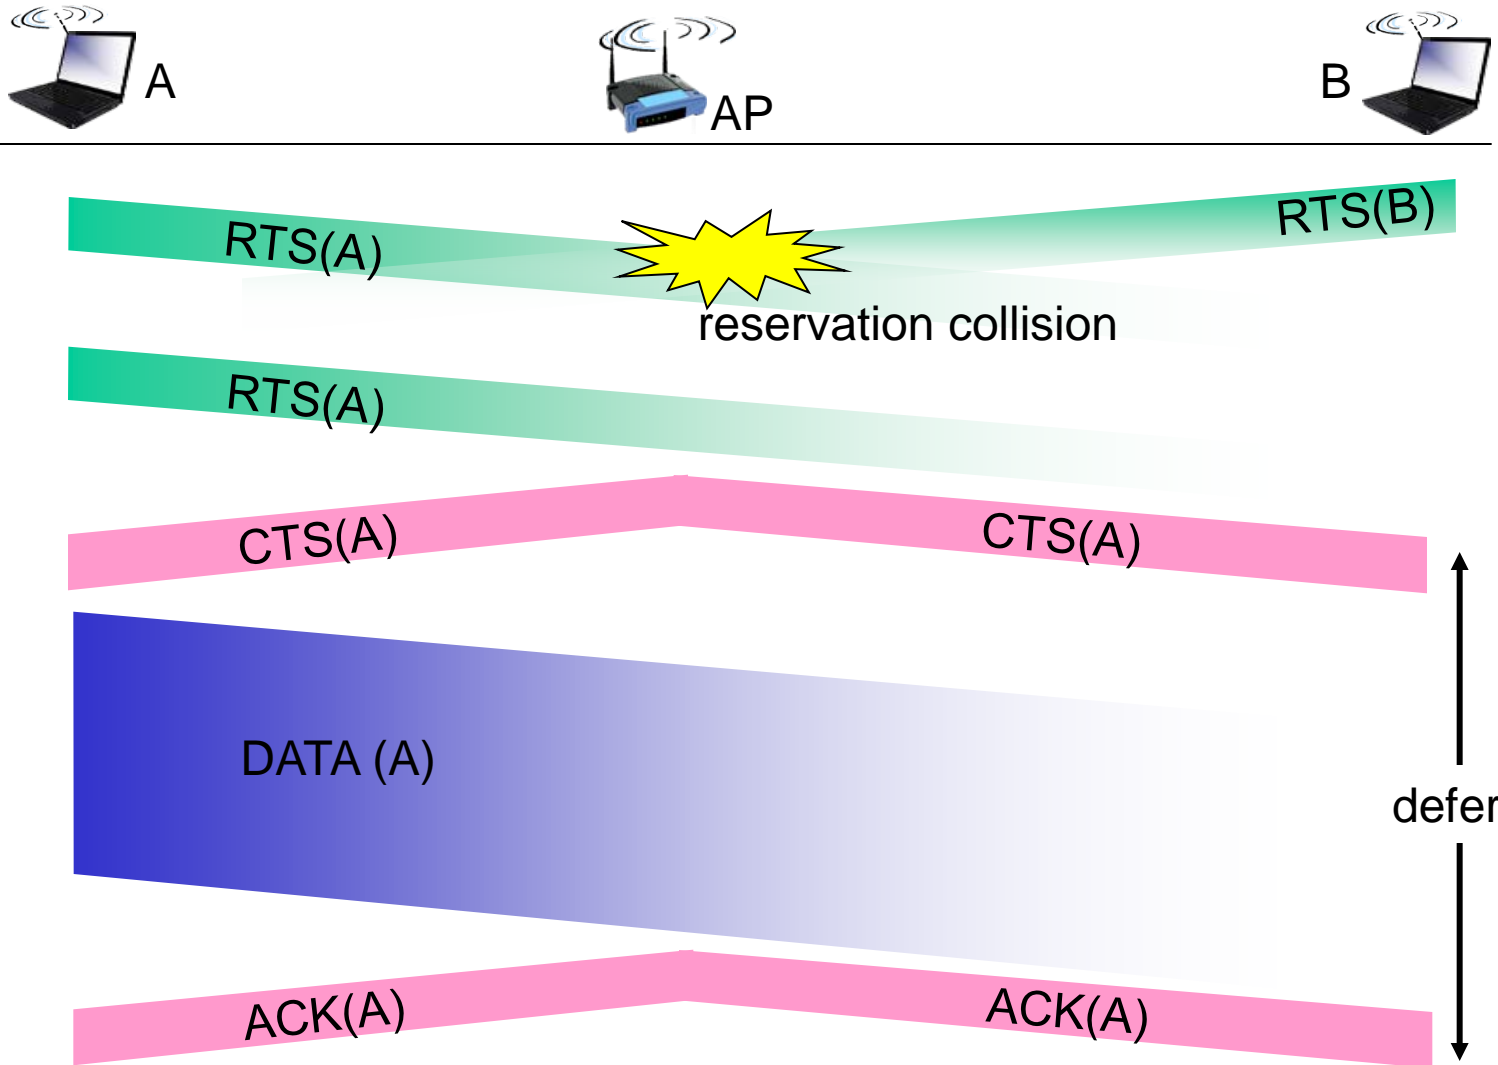 A
AP
B
RTS(A)
RTS(B)
reservation collision
RTS(A)
CTS(A)
CTS(A)
DATA (A)
defer
ACK(A)
ACK(A)